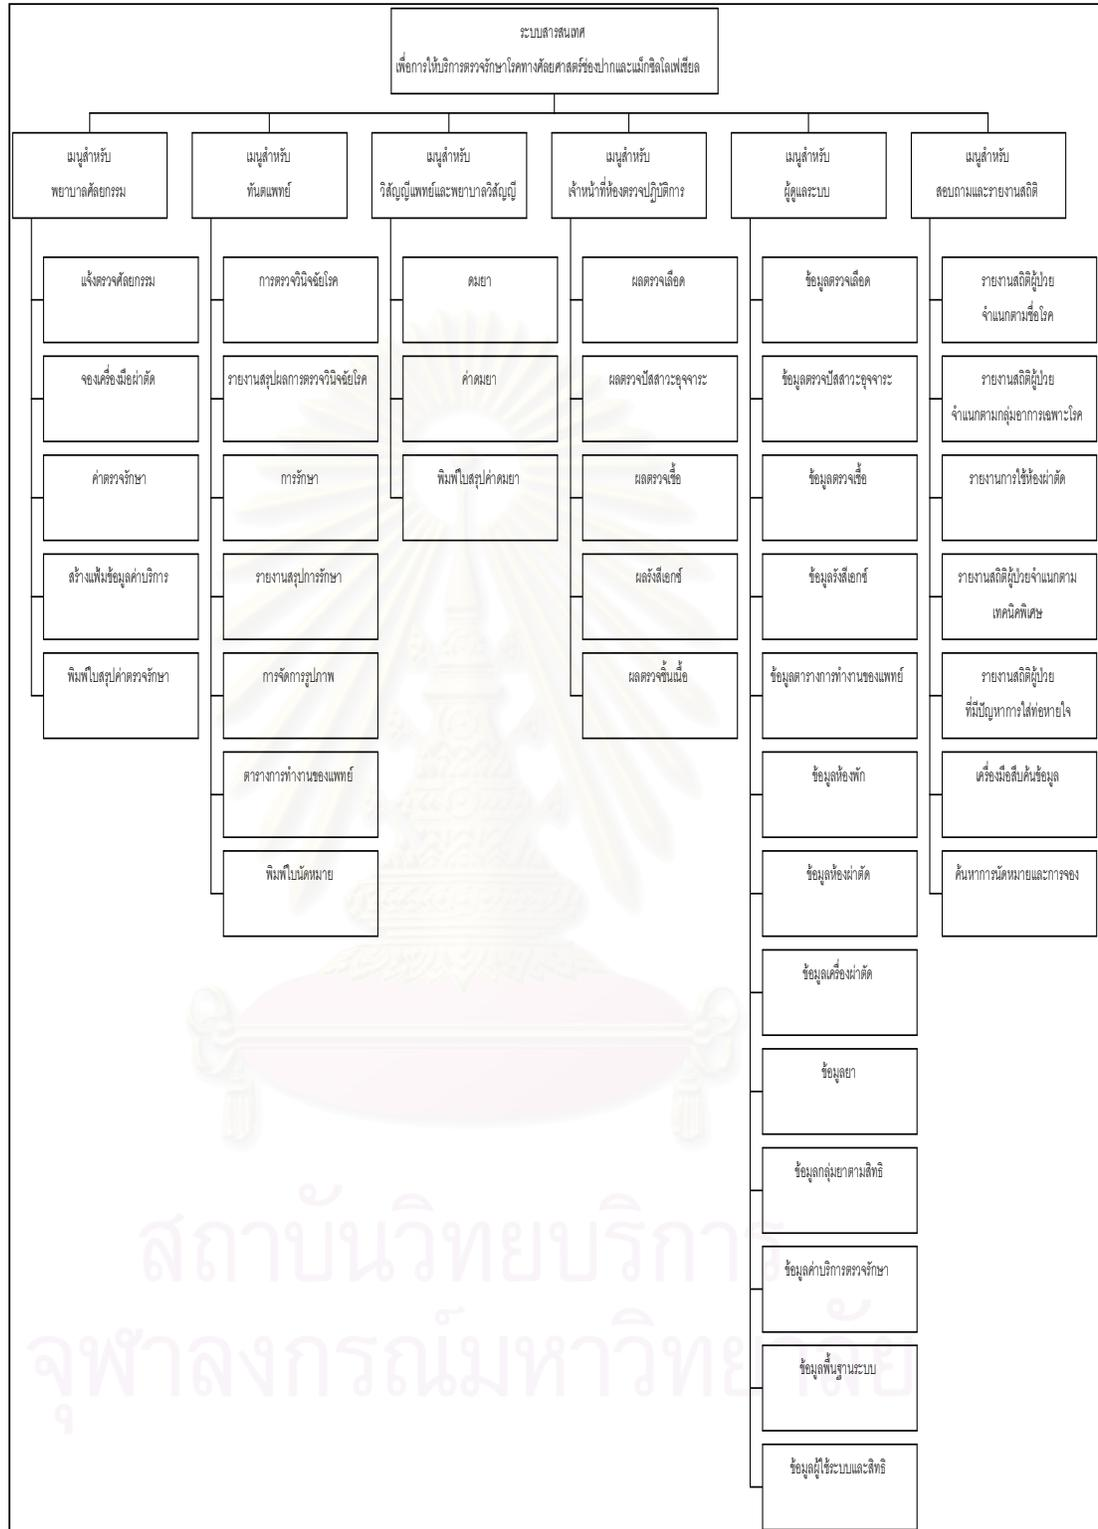 ระบบสารสนเทศ
เพื่อการให้บริการตรวจรักษาโรคทางศัลยศาสตร์ช่องปากและแม็กซิลโลเฟเชียล
เมนูสำหรับ
พยาบาลศัลยกรรม
แจ้งตรวจศัลยกรรม
จองเครื่องมือผ่าตัด
ค่าตรวจรักษา
สร้างแฟ้มข้อมูลค่าบริการ
พิมพ์ใบสรุปค่าตรวจรักษา
เมนูสำหรับ
ทันตแพทย์
การตรวจวินิจฉัยโรค
รายงานสรุปผลการตรวจวินิจฉัยโรค
การรักษา
รายงานสรุปการรักษา
การจัดการรูปภาพ
ตารางการทำงานของแพทย์
พิมพ์ใบนัดหมาย
เมนูสำหรับ
วิสัญญีแพทย์และพยาบาลวิสัญญี
ดมยา
ค่าดมยา
พิมพ์ใบสรุปค่าดมยา
เมนูสำหรับ
เจ้าหน้าที่ห้องตรวจปฏิบัติการ
ผลตรวจเลือด
ผลตรวจปัสสาวะอุจจาระ
ผลตรวจเชื้อ
ผลรังสีเอกซ์
ผลตรวจชิ้นเนื้อ
เมนูสำหรับ
ผู้ดูแลระบบ
ข้อมูลตรวจเลือด
ข้อมูลตรวจปัสสาวะอุจจาระ
ข้อมูลตรวจเชื้อ
ข้อมูลรังสีเอกซ์
ข้อมูลตารางการทำงานของแพทย์
ข้อมูลห้องพัก
ข้อมูลห้องผ่าตัด
ข้อมูลเครื่องผ่าตัด
ข้อมูลยา
ข้อมูลกลุ่มยาตามสิทธิ
ข้อมูลค่าบริการตรวจรักษา
ข้อมูลพื้นฐานระบบ
ข้อมูลผู้ใช้ระบบและสิทธิ
เมนูสำหรับ
สอบถามและรายงานสถิติ
รายงานสถิติผู้ป่วย
จำแนกตามชื่อโรค
รายงานสถิติผู้ป่วย
จำแนกตามกลุ่มอาการเฉพาะโรค
รายงานการใช้ห้องผ่าตัด
รายงานสถิติผู้ป่วยจำแนกตาม
เทคนิคพิเศษ
รายงานสถิติผู้ป่วย
ที่มีปัญหาการใส่ท่อหายใจ
เครื่องมือสืบค้นข้อมูล
ค้นหาการนัดหมายและการจอง
สถาบันวิทยบริการ
จุฬาลงกรณ์มหาวิทยาลัย